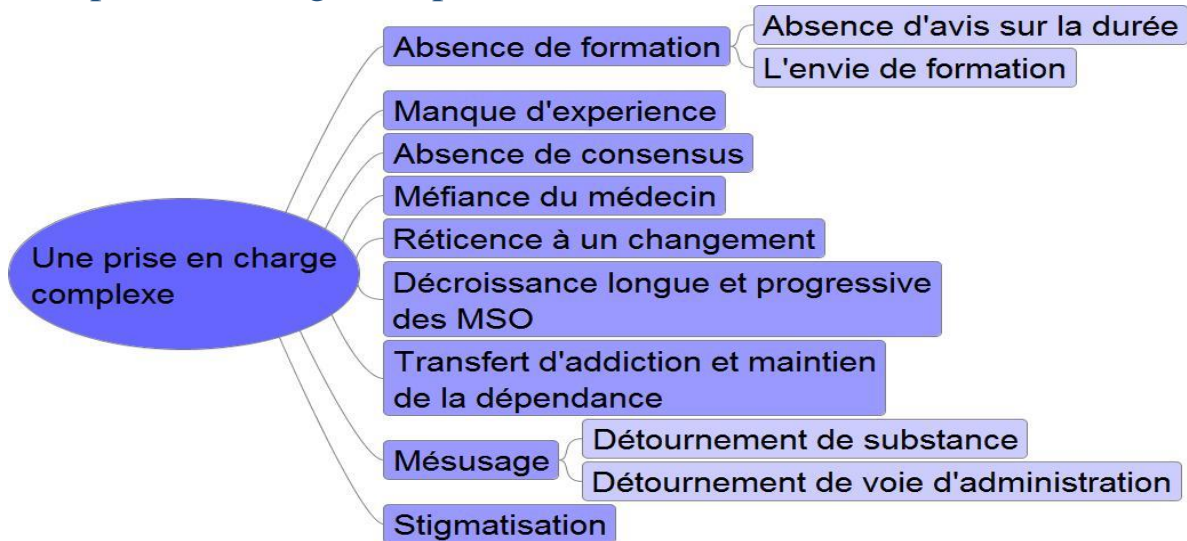 Absence de formation
Absence d'avis sur la durée
L'envie de formation
Manque d'experience
Absence de consensus
Méfiance du médecin
Réticence à un changement
Une prise en charge
complexe
Décroissance longue et progressive
des MSO
Transfert d'addiction et maintien
de la dépendance
Mésusage
Détournement de substance
Détournement de voie d'administration
Stigmatisation